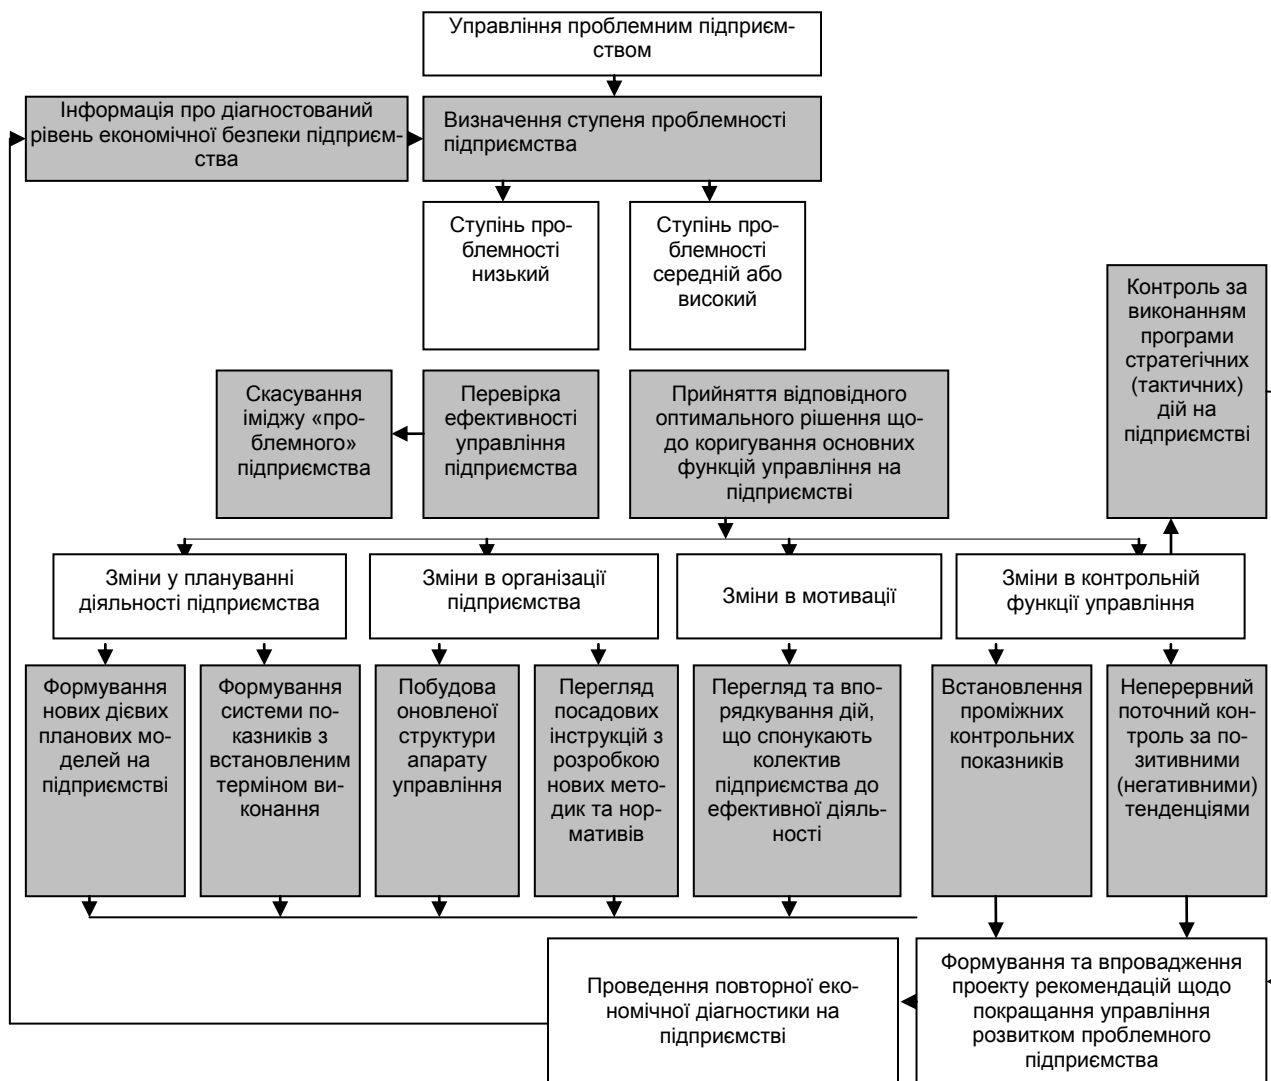 Управління проблемним підприєм-
ством
Інформація про діагностований
рівень економічної безпеки підприєм-
ства
Визначення ступеня проблемності
підприємства
Ступінь про-
блемності
низький
Ступінь про-
блемності
середній або
високий
Контроль за
виконанням
програми
стратегічних
(тактичних)
дій на
підприємстві
Скасування
іміджу «про-
блемного»
підприємства
Перевірка
ефективності
управління
підприємства
Прийняття відповідного
оптимального рішення що-
до коригування основних
функцій управління на
підприємстві
Зміни у плануванні
діяльності підприємства
Зміни в організації
підприємства
Зміни в мотивації
Зміни в контрольній
функції управління
Формування
нових дієвих
планових мо-
делей на
підприємстві
Формування
системи по-
казників з
встановленим
терміном ви-
конання
Побудова
оновленої
структури
апарату
управління
Перегляд
посадових
інструкцій з
розробкою
нових мето-
дик та нор-
мативів
Перегляд та впо-
рядкування дій,
що спонукають
колектив
підприємства до
ефективної діяль-
ності
Встановлення
проміжних
контрольних
показників
Неперервний
поточний кон-
троль за по-
зитивними
(негативними)
тенденціями
Проведення повторної еко-
номічної діагностики на
підприємстві
Формування та впровадження
проекту рекомендацій щодо
покращання управління
розвитком проблемного
підприємства